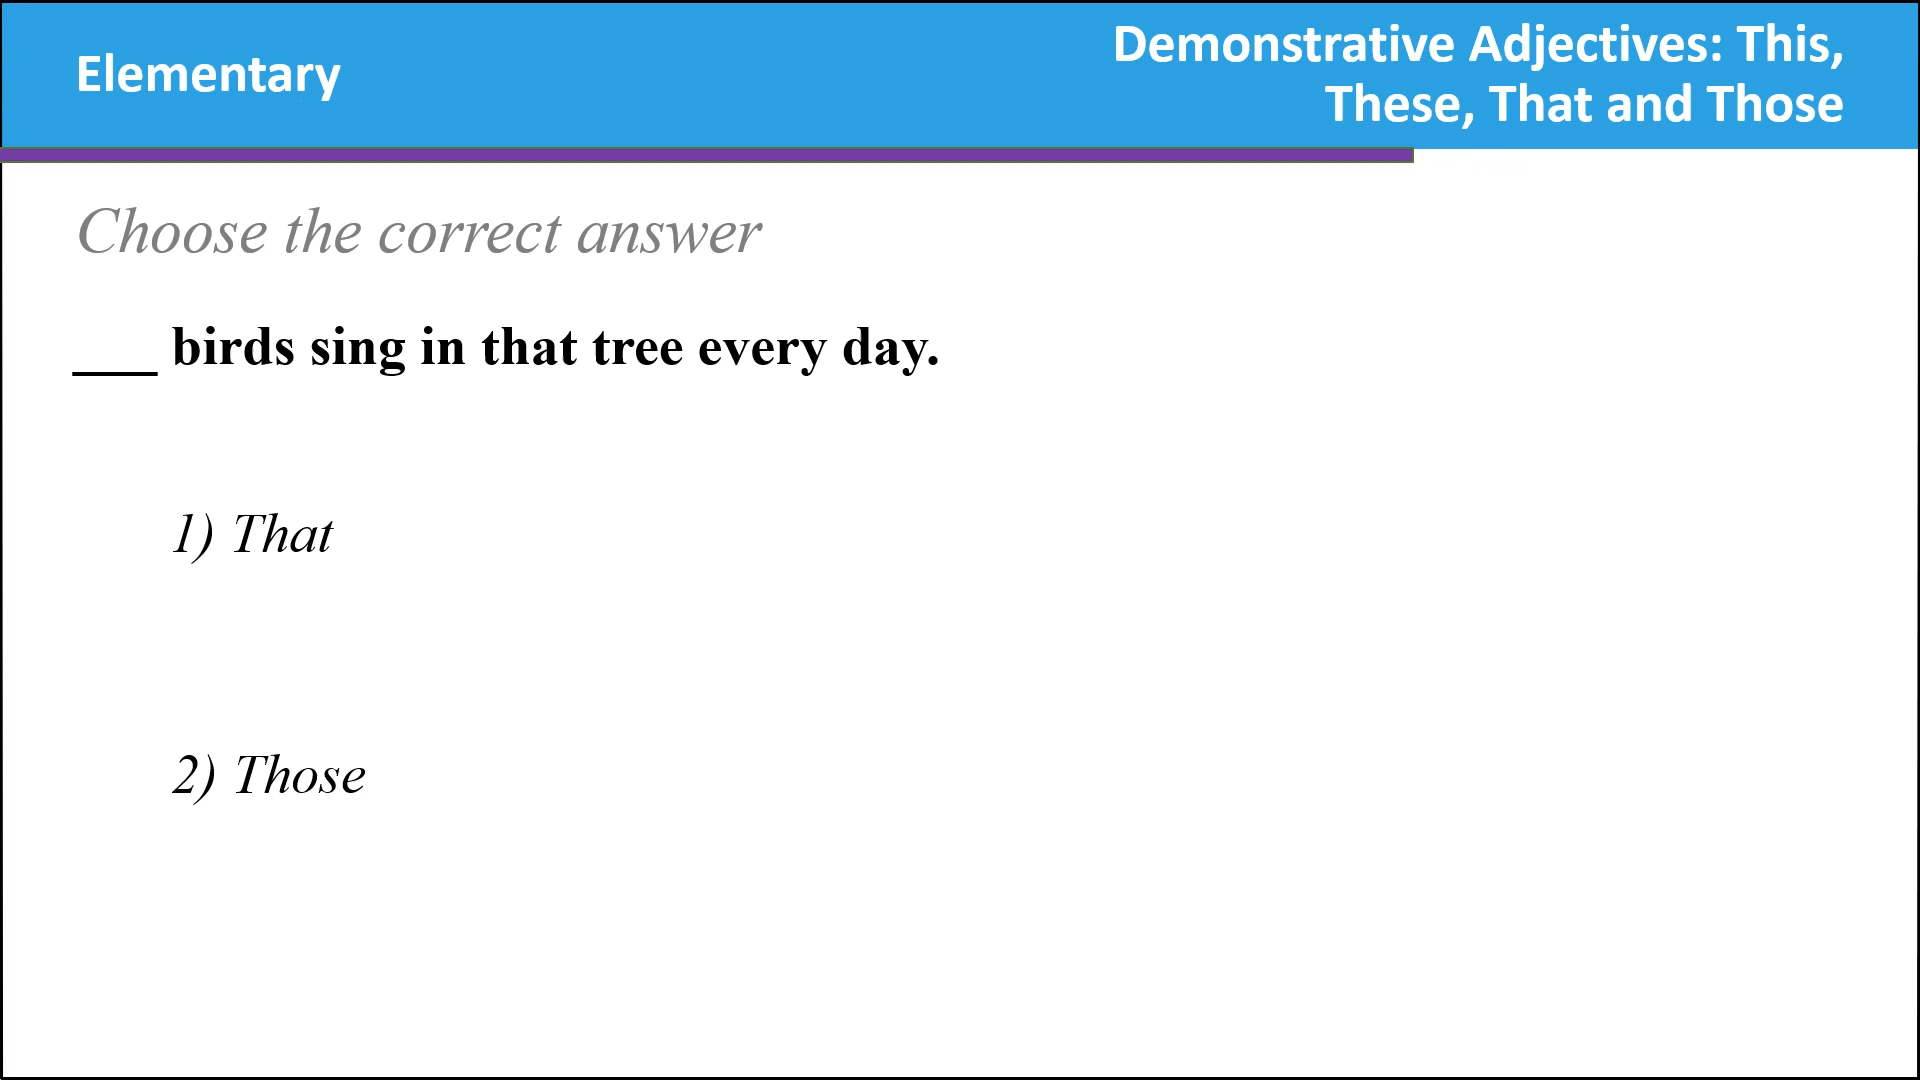 Elementary
Demonstrative Adjectives: This,
These, That and Those
Choose the correct answer
___ birds sing in that tree every day.
1) That
2) Those